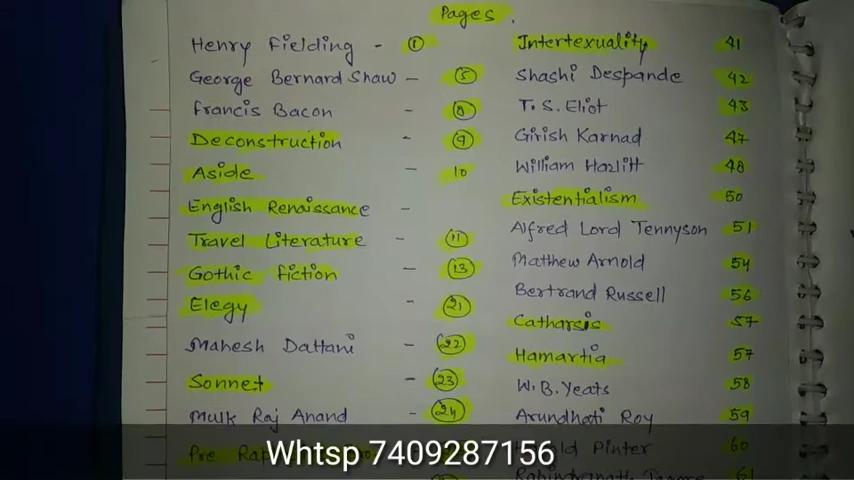 Pages.
Henry Fielding - 1
George Bernard Shaw - 5
Francis Bacon - 8
Deconstruction - 9
Aside - 10
English Renaissance -
Travel Literature - 11
Gothic fiction - 13
Elegy - 21
Mahesh Dattani - 22
Sonnet - 23
Mulk Raj Anand - 24
Pre
Intertexuality 41
Shashi Despande 42
T. S. Eliot 43
Girish Karnad 47
William Hazlitt 48
Existentialism 50
Alfred Lord Tennyson 51
Matthew Arnold 54
Bertrand Russell 56
Catharsis 57
Hamartia 57
W. B. Yeats 58
Arundhati Roy 59
Pinter 60
Whtsp 7409287156